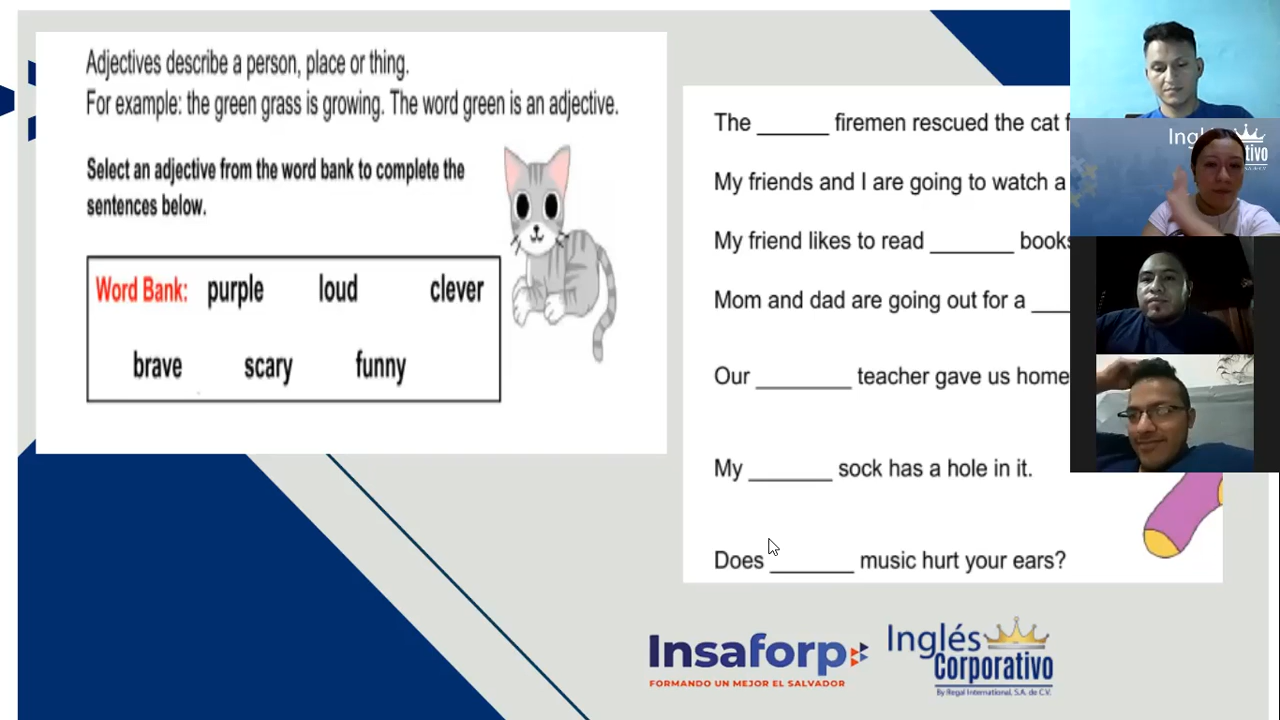 Adjectives describe a person, place or thing.
For example: the green grass is growing. The word green is an adjective.
Select an adjective from the word bank to complete the
sentences below.
Word Bank: purple loud clever
brave scary funny
The ______ firemen rescued the cat
My friends and I are going to watch a
My friend likes to read _______ books
Mom and dad are going out for a ___
Our ________ teacher gave us home
My _______ sock has a hole in it.
Does _______ music hurt your ears?
Inglés
tivo
Insaforp
FORMANDO UN MEJOR EL SALVADOR
Inglés
Corporativo
By Regal International, S.A. de C.V.